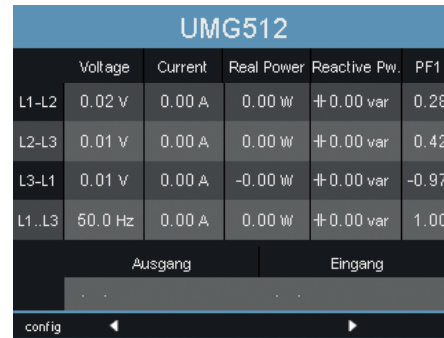 UMG512
Voltage Current Real Power Reactive Pw. PF1
L1-L2 0.02 V 0.00 A 0.00 W ⊣⊢0.00 var 0.28
L2-L3 0.01 V 0.00 A 0.00 W ⊣⊢0.00 var 0.42
L3-L1 0.01 V 0.00 A -0.00 W ⊣⊢0.00 var -0.97
L1..L3 50.0 Hz 0.00 A 0.00 W ⊣⊢0.00 var 1.00
Ausgang Eingang
. . . .
config ◀ ▶